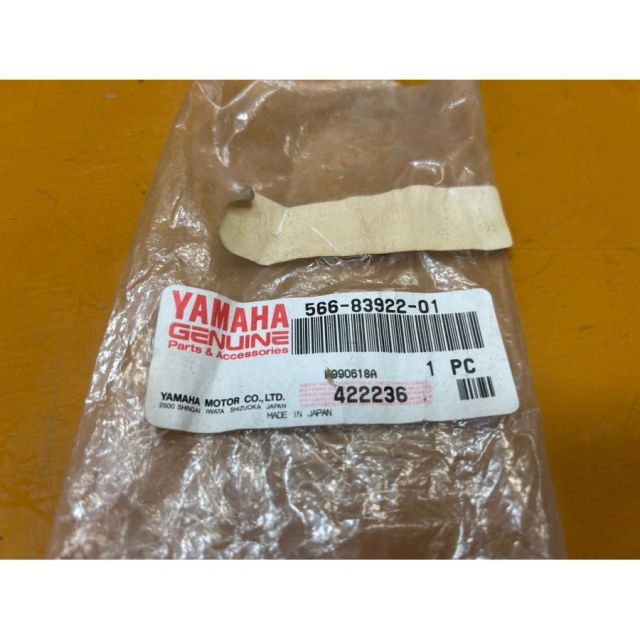 YAMAHA
GENUINE
Parts & Accessories
566-83922-01
K990618A
1 PC
422236
YAMAHA MOTOR CO.,LTD.
2500 SHINGAI IWATA SHIZUOKA JAPAN
MADE IN JAPAN